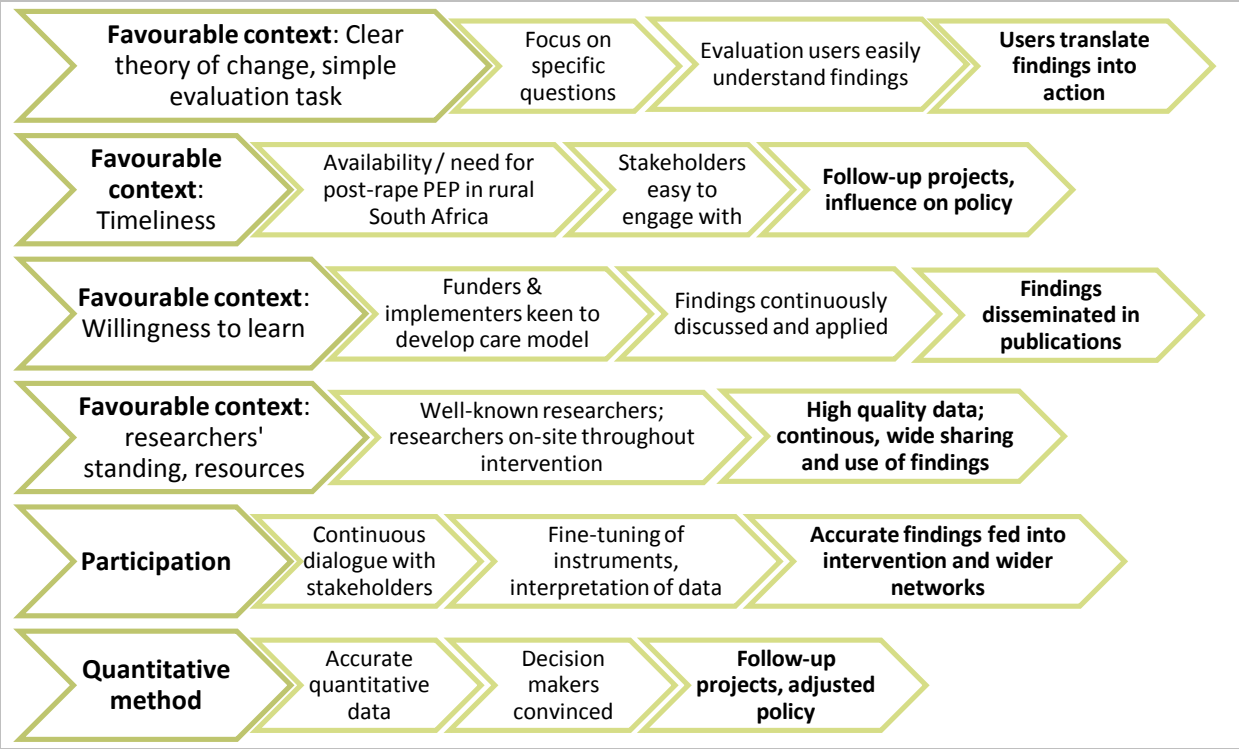 Favourable context: Clear
theory of change, simple
evaluation task
Focus on
specific
questions
Evaluation users easily
understand findings
Users translate
findings into
action
Favourable
context:
Timeliness
Availability / need for
post-rape PEP in rural
South Africa
Stakeholders
easy to
engage with
Follow-up projects,
influence on policy
Favourable context:
Willingness to learn
Funders &
implementers keen to
develop care model
Findings continuously
discussed and applied
Findings
disseminated in
publications
Favourable context:
researchers'
standing, resources
Well-known researchers;
researchers on-site throughout
intervention
High quality data;
continous, wide sharing
and use of findings
Participation
Continuous
dialogue with
stakeholders
Fine-tuning of
instruments,
interpretation of data
Accurate findings fed into
intervention and wider
networks
Quantitative
method
Accurate
quantitative
data
Decision
makers
convinced
Follow-up
projects, adjusted
policy